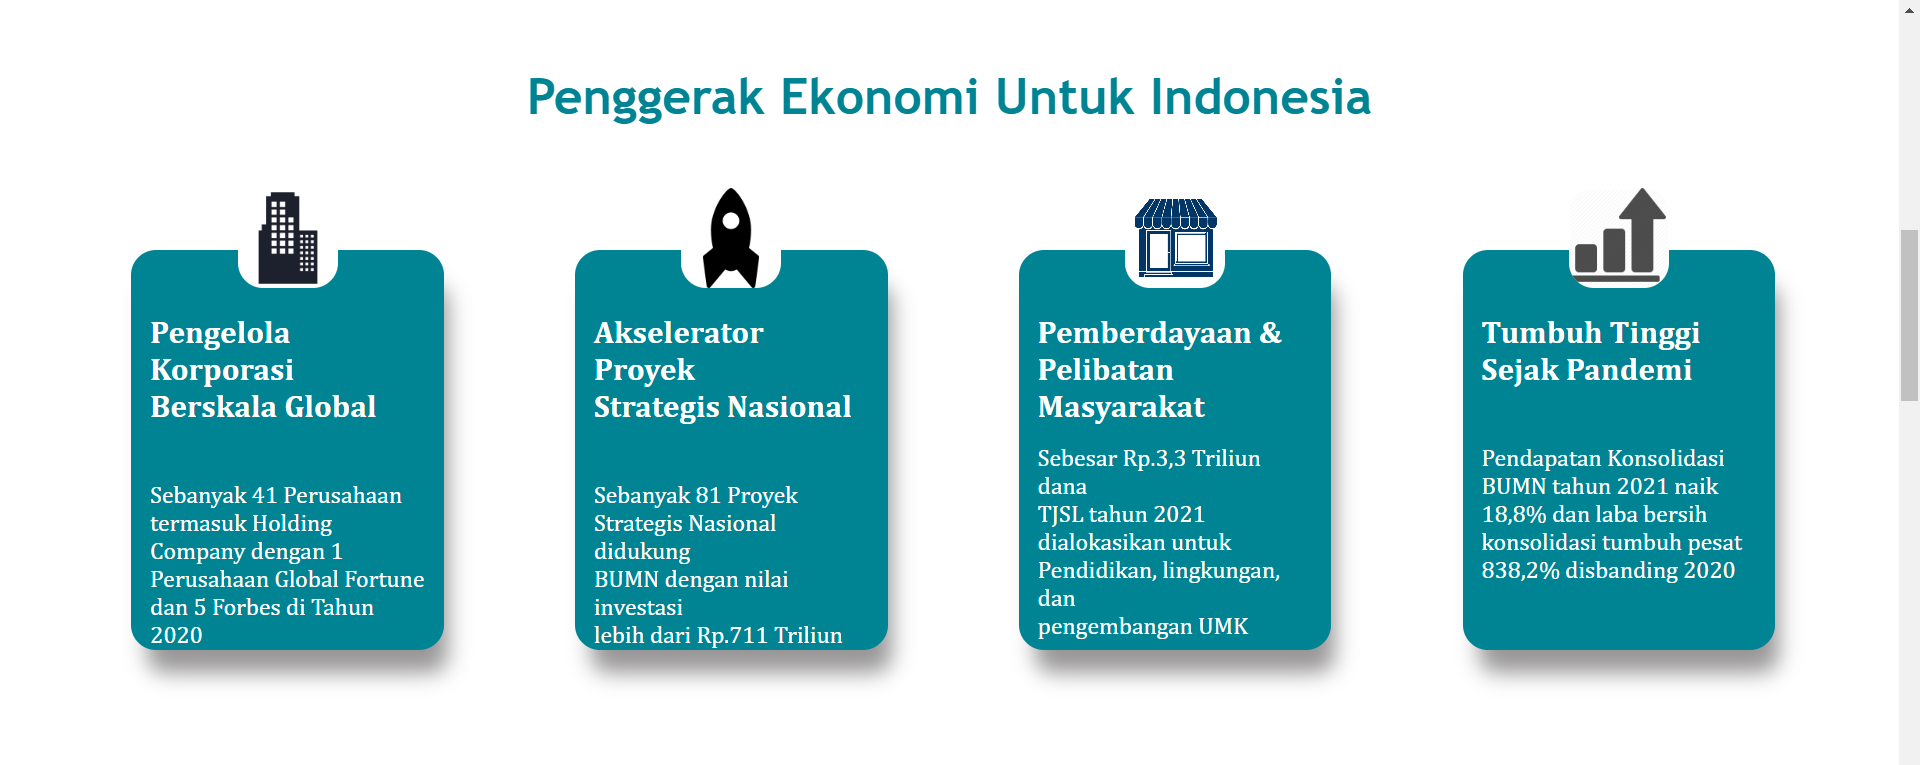 Penggerak Ekonomi Untuk Indonesia
Pengelola
Korporasi
Berskala Global
Sebanyak 41 Perusahaan
termasuk Holding
Company dengan 1
Perusahaan Global Fortune
dan 5 Forbes di Tahun
2020
Akselerator
Proyek
Strategis Nasional
Sebanyak 81 Proyek
Strategis Nasional
didukung
BUMN dengan nilai
investasi
lebih dari Rp.711 Triliun
Pemberdayaan &
Pelibatan
Masyarakat
Sebesar Rp.3,3 Triliun
dana
TJSL tahun 2021
dialokasikan untuk
Pendidikan, lingkungan,
dan
pengembangan UMK
Tumbuh Tinggi
Sejak Pandemi
Pendapatan Konsolidasi
BUMN tahun 2021 naik
18,8% dan laba bersih
konsolidasi tumbuh pesat
838,2% disbanding 2020